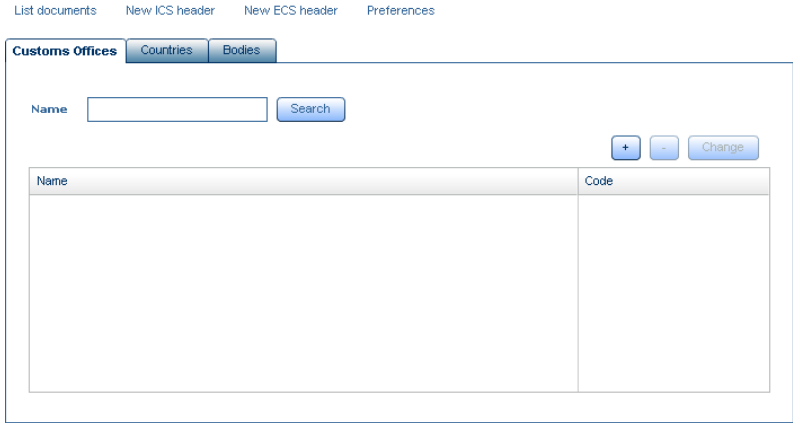 List documents New ICS header New ECS header Preferences
Customs Offices Countries Bodies
Name Search
+ - Change
Name Code